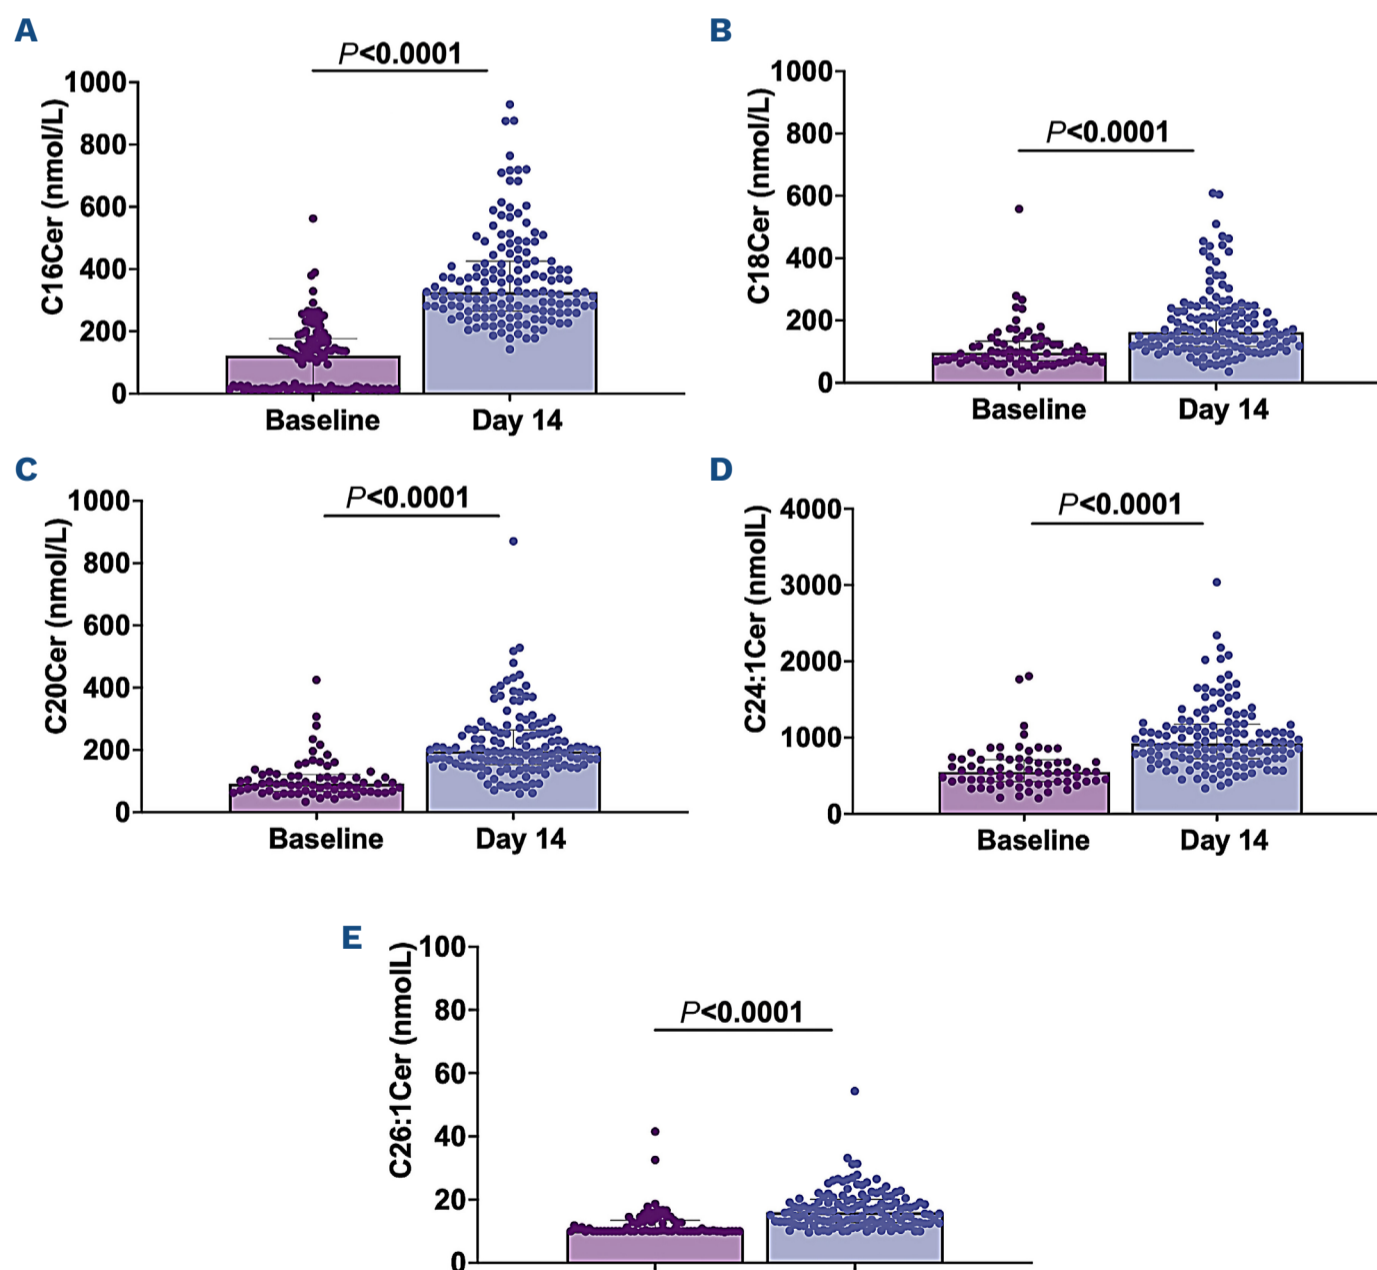 A
P<0.0001
C16Cer (nmol/L)
1000
800
600
400
200
0
Baseline
Day 14
B
P<0.0001
C18Cer (nmol/L)
1000
800
600
400
200
0
Baseline
Day 14
C
P<0.0001
C20Cer (nmol/L)
1000
800
600
400
200
0
Baseline
Day 14
D
P<0.0001
C24:1Cer (nmolL)
4000
3000
2000
1000
0
Baseline
Day 14
E
P<0.0001
C26:1Cer (nmolL)
100
80
60
40
20
0